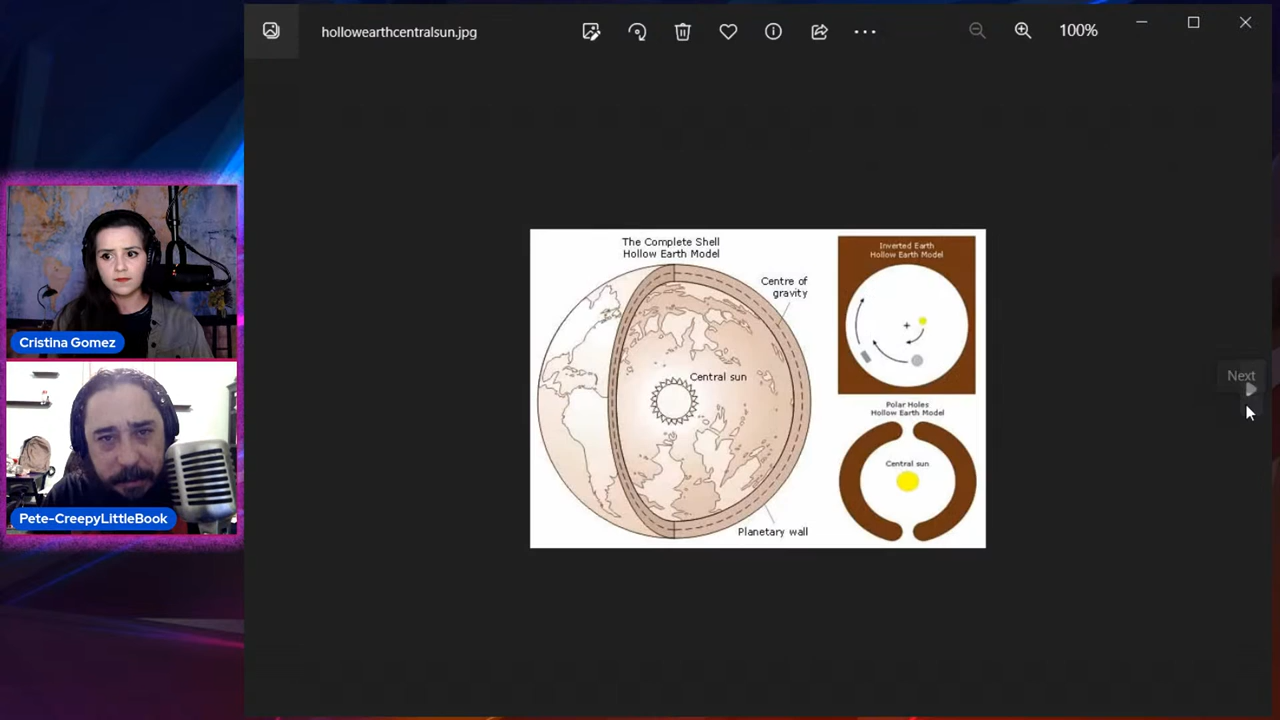 hollowearthcentralsun.jpg
100%
The Complete Shell
Hollow Earth Model
Centre of
gravity
Central sun
Planetary wall
Inverted Earth
Hollow Earth Model
Polar Holes
Hollow Earth Model
Central sun
Next
Cristina Gomez
Pete-CreepyLittleBook